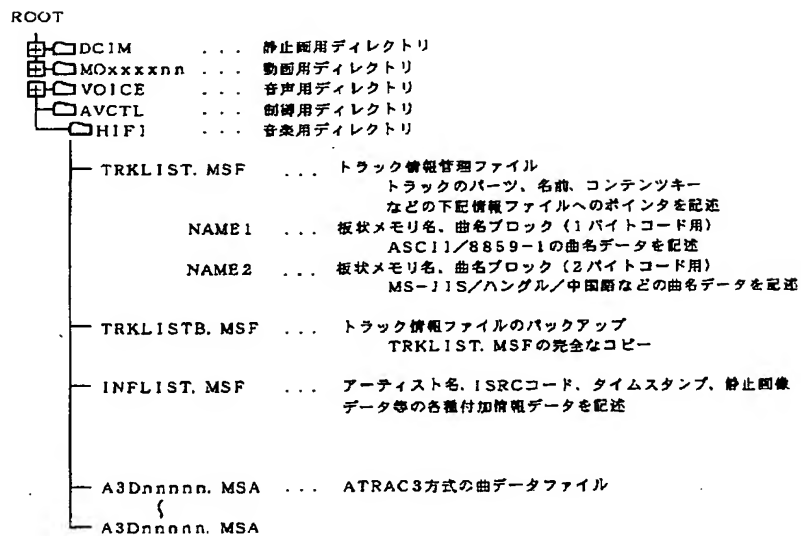 ROOT
DCIM ... 静止画用ディレクトリ
MOxxxxnn ... 動画用ディレクトリ
VOICE ... 音声用ディレクトリ
AVCTL ... 制御用ディレクトリ
HIFI ... 音楽用ディレクトリ
TRKLIST. MSF ... トラック情報管理ファイル
トラックのパーツ、名前、コンテンツキー
などの下記情報ファイルへのポインタを記述
NAME1 ... 板状メモリ名、曲名ブロック(1バイトコード用)
ASCII/8859-1の曲名データを記述
NAME2 ... 板状メモリ名、曲名ブロック(2バイトコード用)
MS-JIS/ハングル/中国語などの曲名データを記述
TRKLISTB. MSF ... トラック情報ファイルのバックアップ
TRKLIST. MSFの完全なコピー
INFLIST. MSF ... アーティスト名、ISRCコード、タイムスタンプ、静止画像
データ等の各種付加情報データを記述
A3Dnnnnn. MSA ... ATRAC3方式の曲データファイル
A3Dnnnnn. MSA